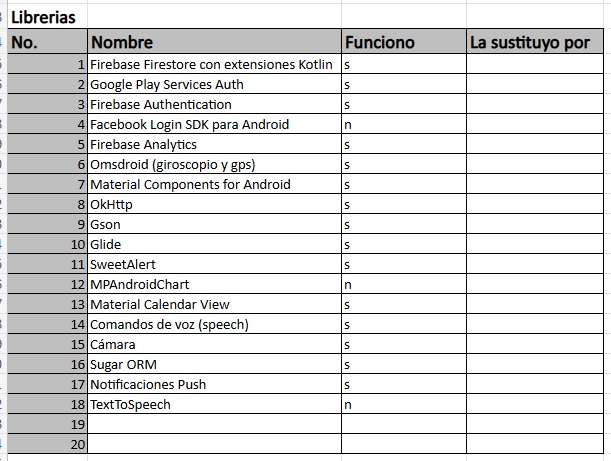 Librerias
No. Nombre Funciono La sustituyo por
1 Firebase Firestore con extensiones Kotlin s
2 Google Play Services Auth s
3 Firebase Authentication s
4 Facebook Login SDK para Android n
5 Firebase Analytics s
6 Omsdroid (giroscopio y gps) s
7 Material Components for Android s
8 OkHttp s
9 Gson s
10 Glide s
11 SweetAlert s
12 MPAndroidChart n
13 Material Calendar View s
14 Comandos de voz (speech) s
15 Cámara s
16 Sugar ORM s
17 Notificaciones Push s
18 TextToSpeech n
19
20